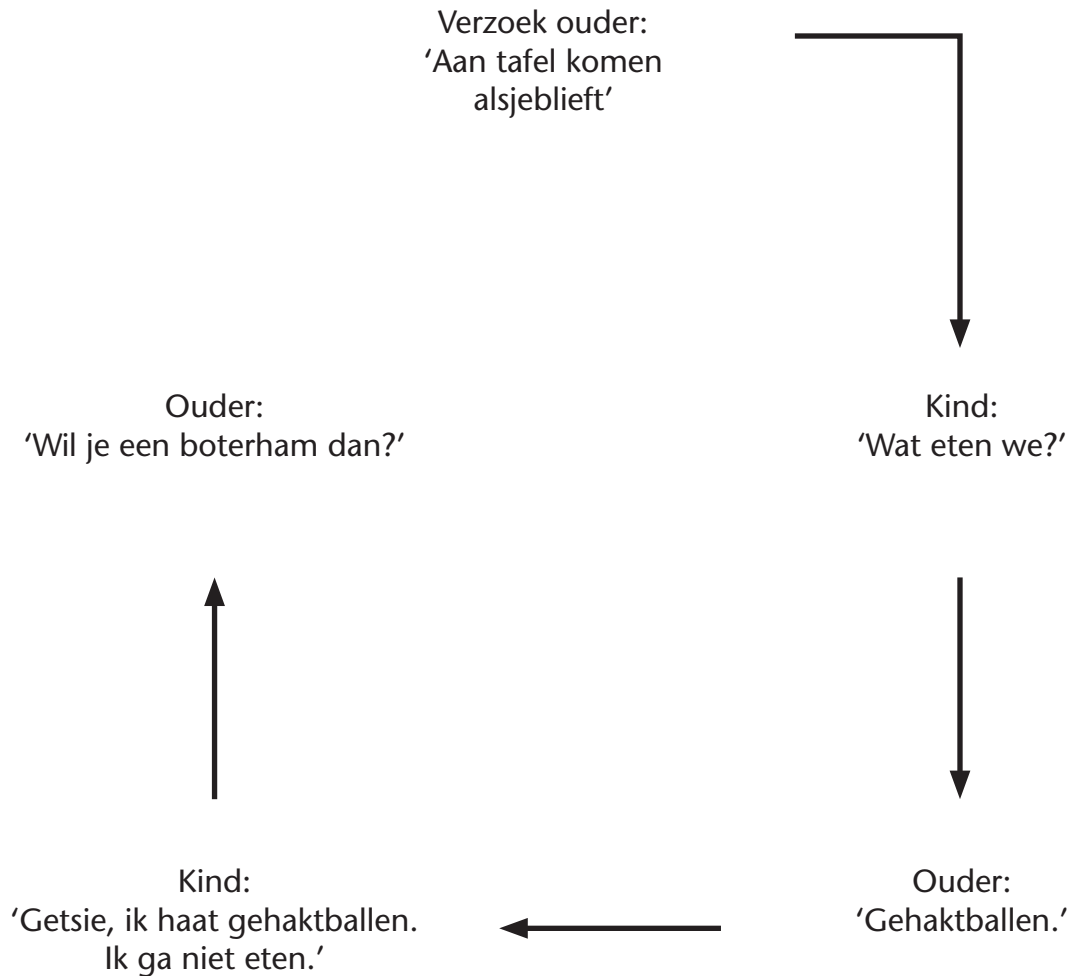 Verzoek ouder:
‘Aan tafel komen
alsjeblieft’
Kind:
‘Wat eten we?’
Ouder:
‘Gehaktballen.’
Kind:
‘Getsie, ik haat gehaktballen.
Ik ga niet eten.’
Ouder:
‘Wil je een boterham dan?’